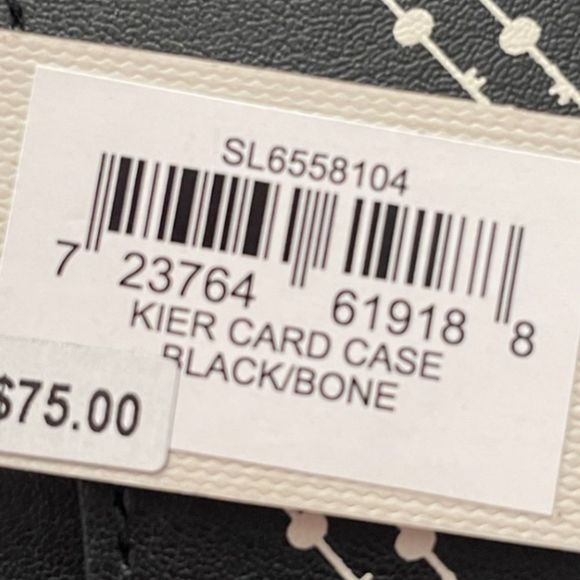 SL6558104
7 23764 61918 8
KIER CARD CASE
BLACK/BONE
$75.00